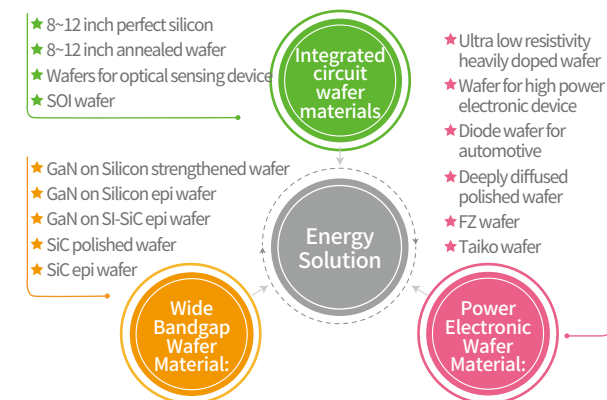 8~12 inch perfect silicon
8~12 inch annealed wafer
Wafers for optical sensing device
SOI wafer
Integrated
circuit
wafer
materials
Ultra low resistivity
heavily doped wafer
Wafer for high power
electronic device
Diode wafer for
automotive
Deeply diffused
polished wafer
FZ wafer
Taiko wafer
GaN on Silicon strengthened wafer
GaN on Silicon epi wafer
GaN on SI-SiC epi wafer
SiC polished wafer
SiC epi wafer
Energy
Solution
Wide
Bandgap
Wafer
Material:
Power
Electronic
Wafer
Material: